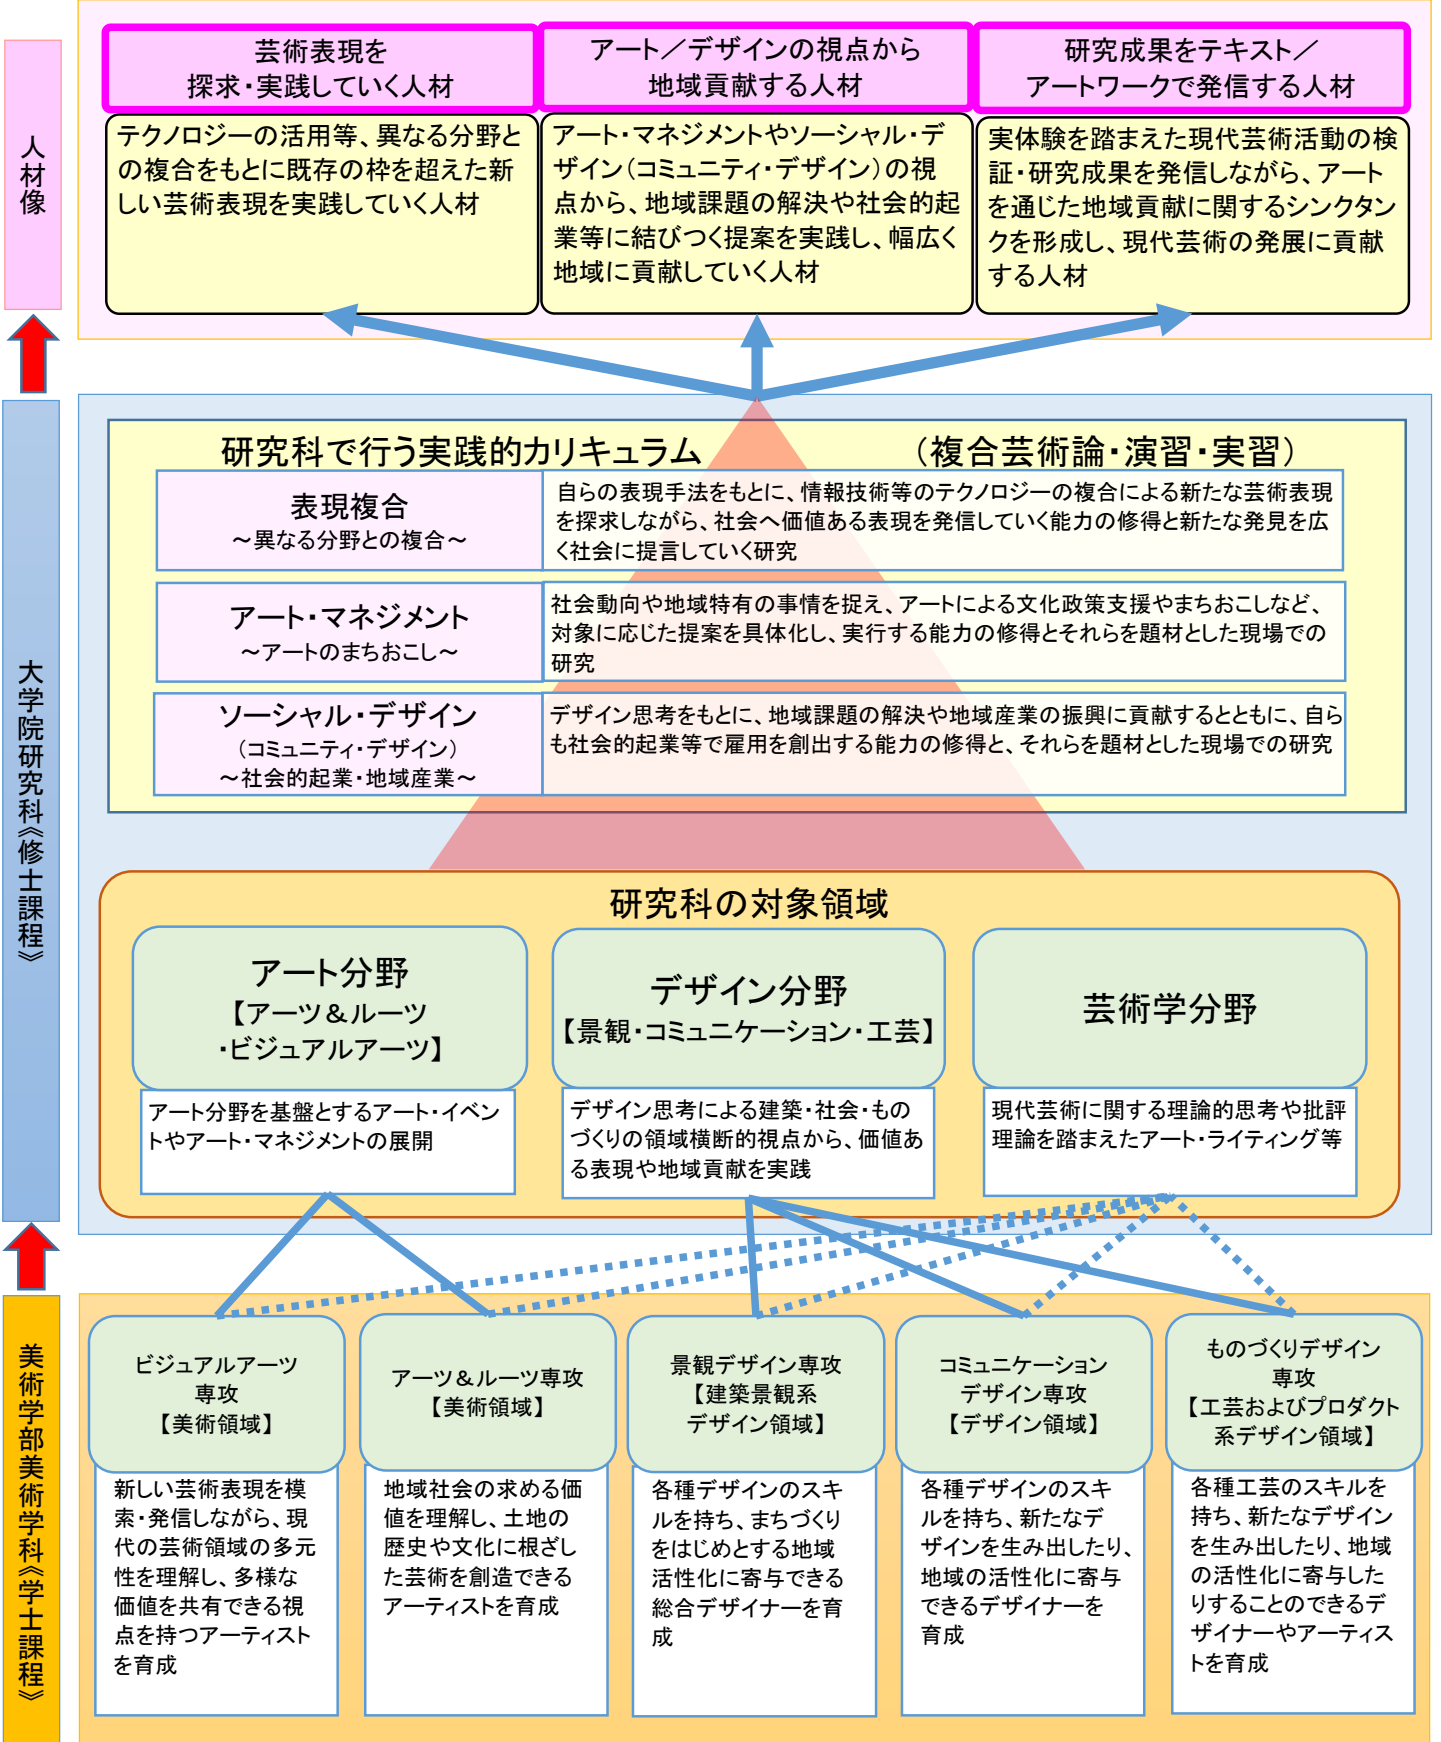 人材像
芸術表現を
探求・実践していく人材
テクノロジーの活用等、異なる分野と
の複合をもとに既存の枠を超えた新
しい芸術表現を実践していく人材
アート／デザインの視点から
地域貢献する人材
アート・マネジメントやソーシャル・デ
ザイン（コミュニティ・デザイン）の視
点から、地域課題の解決や社会的起
業等に結びつく提案を実践し、幅広く
地域に貢献していく人材
研究成果をテキスト／
アートワークで発信する人材
実体験を踏まえた現代芸術活動の検
証・研究成果を発信しながら、アート
を通じた地域貢献に関するシンクタン
クを形成し、現代芸術の発展に貢献
する人材
大学院研究科《修士課程》
研究科で行う実践的カリキュラム　（複合芸術論・演習・実習）
表現複合
～異なる分野との複合～
自らの表現手法をもとに、情報技術等のテクノロジーの複合による新たな芸術表現
を探求しながら、社会へ価値ある表現を発信していく能力の修得と新たな発見を広
く社会に提言していく研究
アート・マネジメント
～アートのまちおこし～
社会動向や地域特有の事情を捉え、アートによる文化政策支援やまちおこしなど、
対象に応じた提案を具体化し、実行する能力の修得とそれらを題材とした現場での
研究
ソーシャル・デザイン
（コミュニティ・デザイン）
～社会的起業・地域産業～
デザイン思考をもとに、地域課題の解決や地域産業の振興に貢献するとともに、自ら
も社会的起業等で雇用を創出する能力の修得と、それらを題材とした現場での研究
研究科の対象領域
アート分野
【アーツ＆ルーツ
・ビジュアルアーツ】
アート分野を基盤とするアート・イベン
トやアート・マネジメントの展開
デザイン分野
【景観・コミュニケーション・工芸】
デザイン思考による建築・社会・もの
づくりの領域横断的視点から、価値あ
る表現や地域貢献を実践
芸術学分野
現代芸術に関する理論的思考や批評
理論を踏まえたアート・ライティング等
美術学部美術学科《学士課程》
ビジュアルアーツ
専攻
【美術領域】
新しい芸術表現を模
索・発信しながら、現
代の芸術領域の多元
性を理解し、多様な
価値を共有できる視
点を持つアーティスト
を育成
アーツ＆ルーツ専攻
【美術領域】
地域社会の求める価
値を理解し、土地の
歴史や文化に根ざし
た芸術を創造できる
アーティストを育成
景観デザイン専攻
【建築景観系
デザイン領域】
各種デザインのスキ
ルを持ち、まちづくり
をはじめとする地域
活性化に寄与できる
総合デザイナーを育
成
コミュニケーション
デザイン専攻
【デザイン領域】
各種デザインのスキ
ルを持ち、新たなデ
ザインを生み出したり、
地域の活性化に寄与
できるデザイナーを
育成
ものづくりデザイン
専攻
【工芸およびプロダクト
系デザイン領域】
各種工芸のスキルを
持ち、新たなデザイン
を生み出したり、地域
の活性化に寄与した
りすることのできるデ
ザイナーやアーティス
トを育成